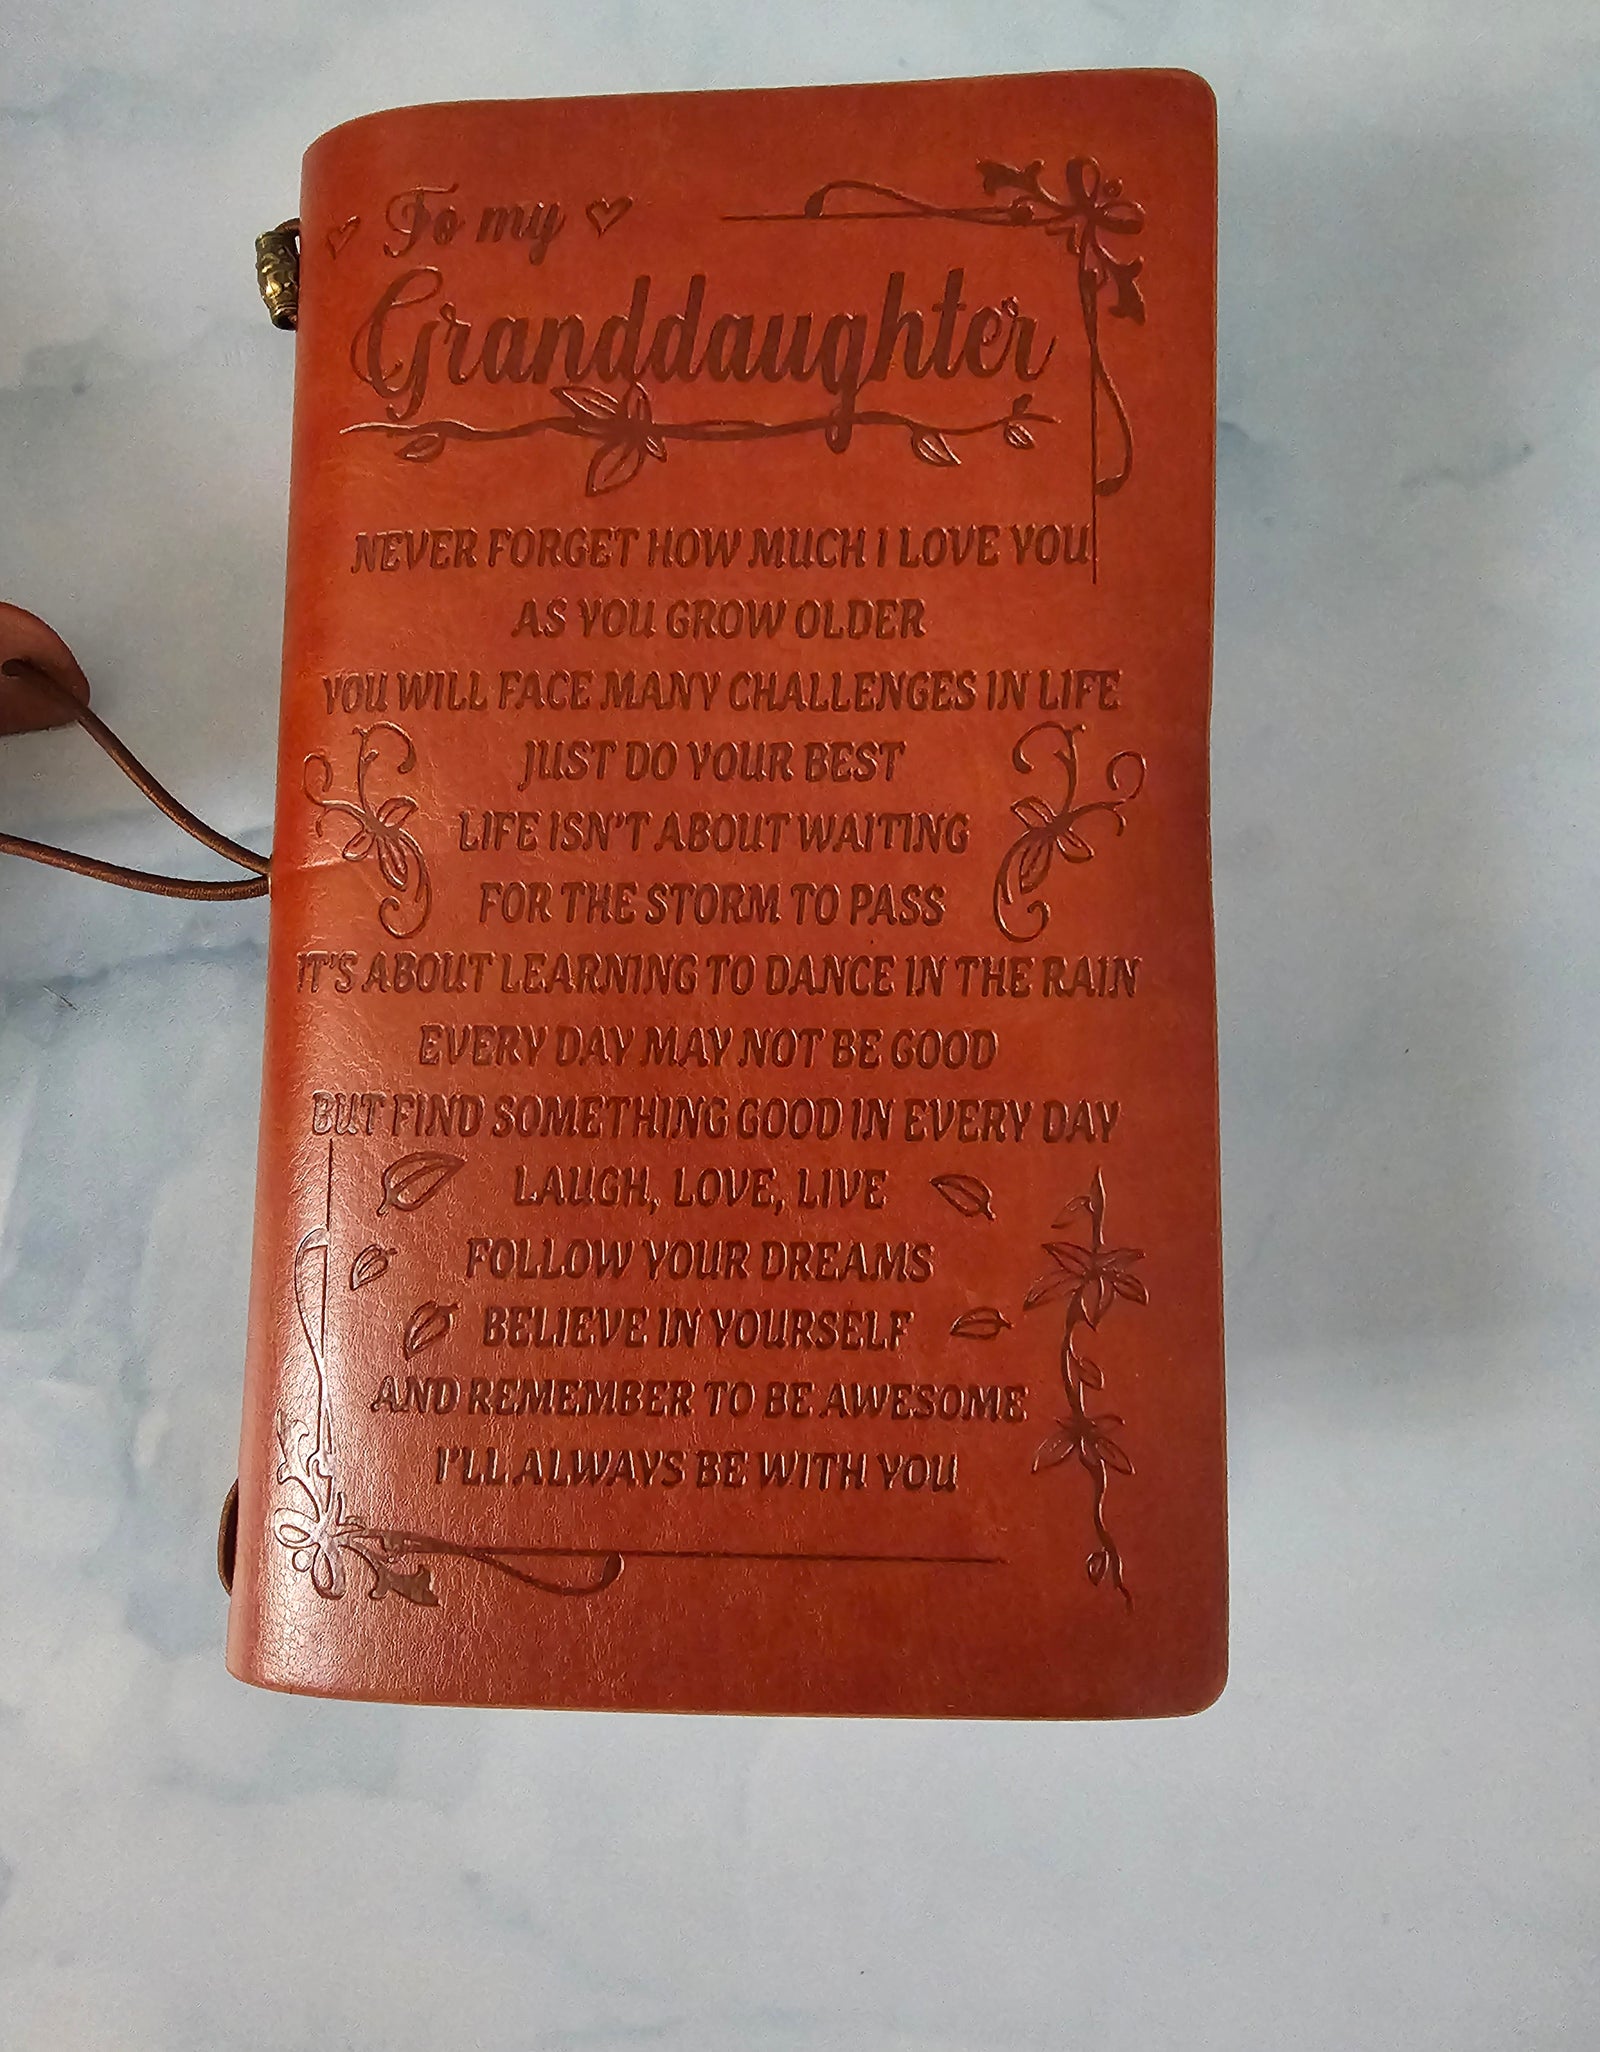 To my
Granddaughter
NEVER FORGET HOW MUCH I LOVE YOU
AS YOU GROW OLDER
YOU WILL FACE MANY CHALLENGES IN LIFE
JUST DO YOUR BEST
LIFE ISN'T ABOUT WAITING
FOR THE STORM TO PASS
IT'S ABOUT LEARNING TO DANCE IN THE RAIN
EVERY DAY MAY NOT BE GOOD
BUT FIND SOMETHING GOOD IN EVERY DAY
LAUGH, LOVE, LIVE
FOLLOW YOUR DREAMS
BELIEVE IN YOURSELF
AND REMEMBER TO BE AWESOME
I'LL ALWAYS BE WITH YOU